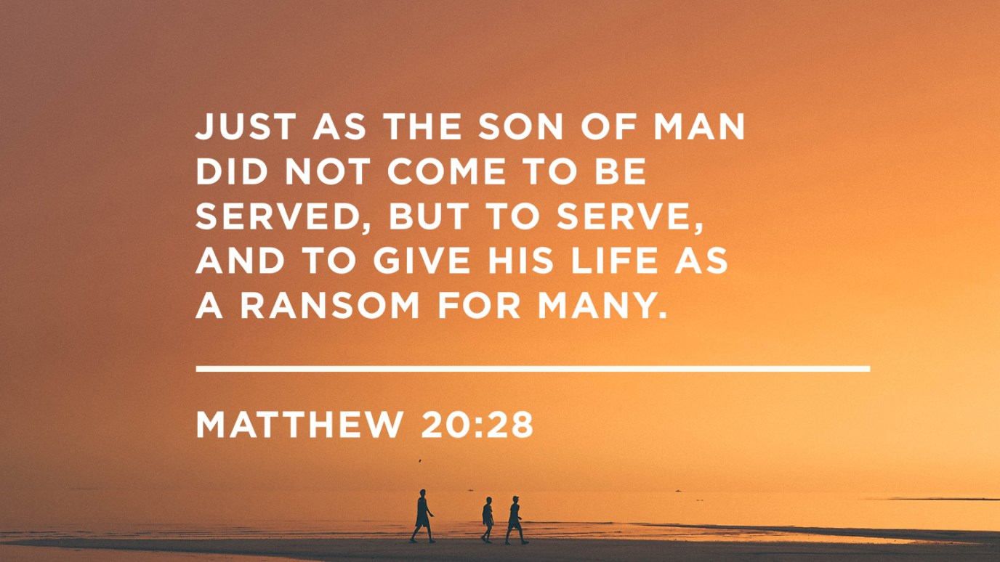 JUST AS THE SON OF MAN
DID NOT COME TO BE
SERVED, BUT TO SERVE,
AND TO GIVE HIS LIFE AS
A RANSOM FOR MANY.
MATTHEW 20:28